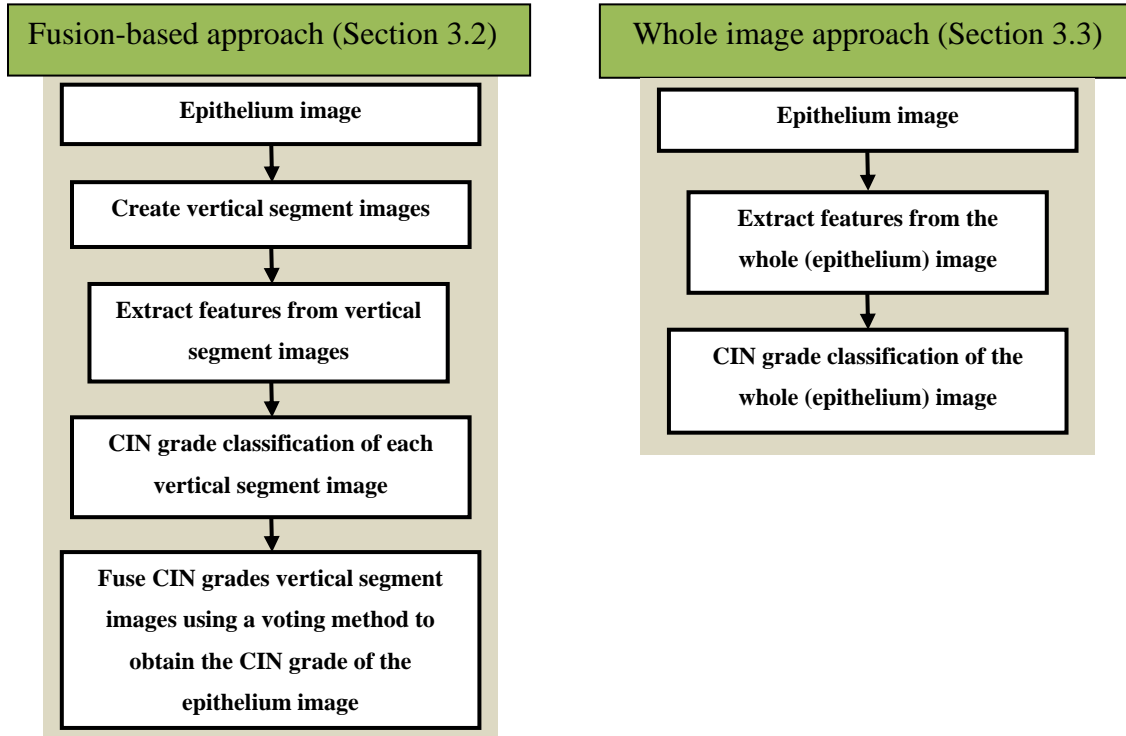 Fusion-based approach (Section 3.2)
Epithelium image
Create vertical segment images
Extract features from vertical
segment images
CIN grade classification of each
vertical segment image
Fuse CIN grades vertical segment
images using a voting method to
obtain the CIN grade of the
epithelium image
Whole image approach (Section 3.3)
Epithelium image
Extract features from the
whole (epithelium) image
CIN grade classification of the
whole (epithelium) image